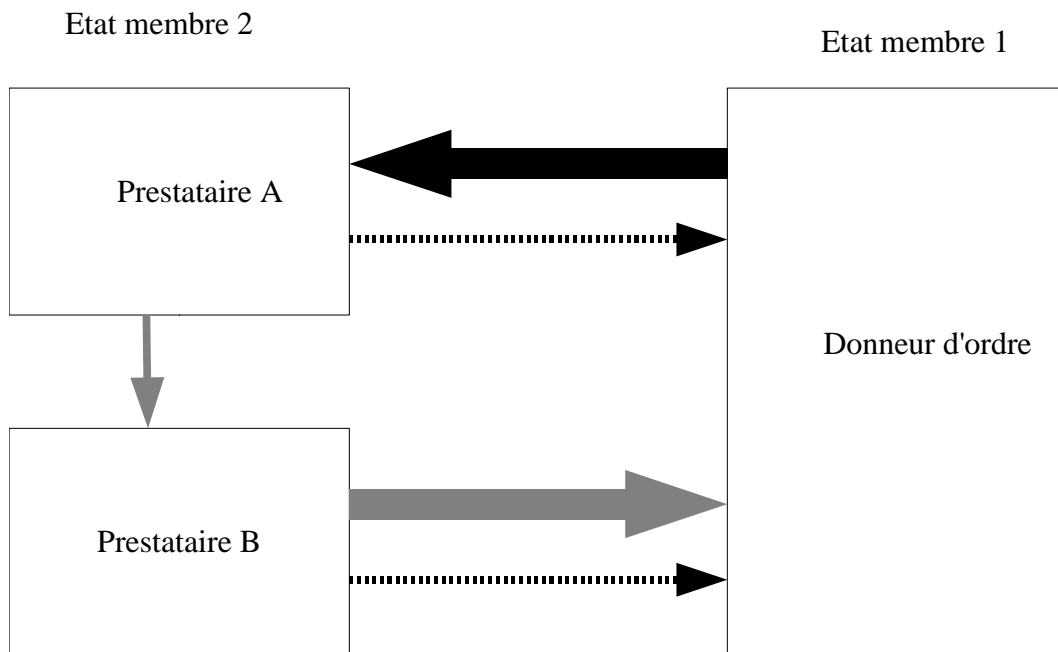 Etat membre 2
Etat membre 1
Prestataire A
Donneur d'ordre
Prestataire B